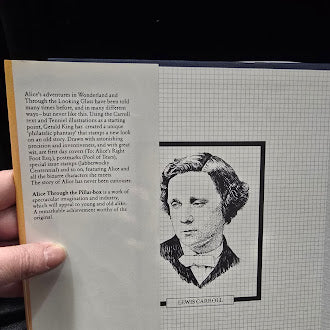 Alice's adventures in Wonderland and
Through the Looking Glass have been told
many times before, and in many different
ways – but never like this. Using the Carroll
text and Tenniel illustrations as a starting
point, Gerald King has created a unique
'philatelic phantasy' that stamps a new look
on an old story. Drawn with astonishing
precision and inventiveness, and with great
wit, are first day covers (To: Alice's Right
Foot Esq.), postmarks (Pool of Tears),
special issue stamps (Jabberwocky
Centennial) and so on, featuring Alice and
all the bizarre characters she meets.
The story of Alice has never been curiouser.
Alice Through the Pillar-box is a work of
spectacular imagination and industry,
which will appeal to young and old alike.
A remarkable achievement worthy of the
original.
LEWIS CARROLL